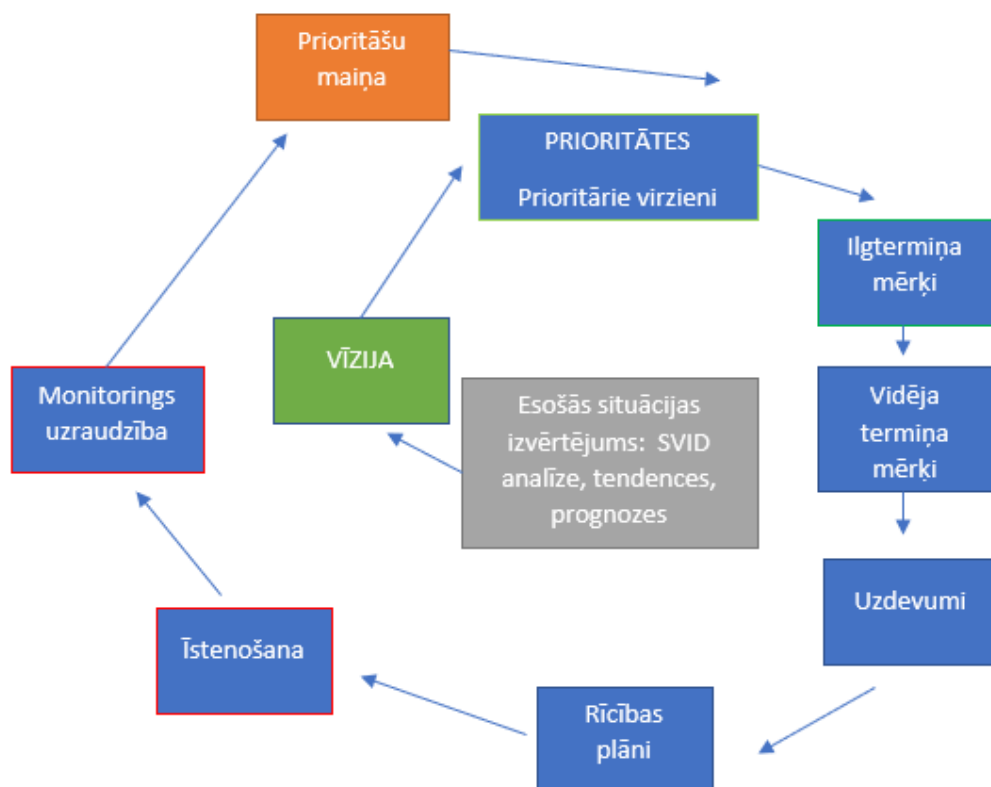 Prioritāšu
maiņa
PRIORITĀTES
Prioritārie virzieni
Ilgtermiņa
mērķi
VĪZIJA
Monitorings
uzraudzība
Esošās situācijas
izvērtējums:  SVID
analīze, tendences,
prognozes
Vidēja
termiņa
mērķi
Uzdevumi
Īstenošana
Rīcības
plāni